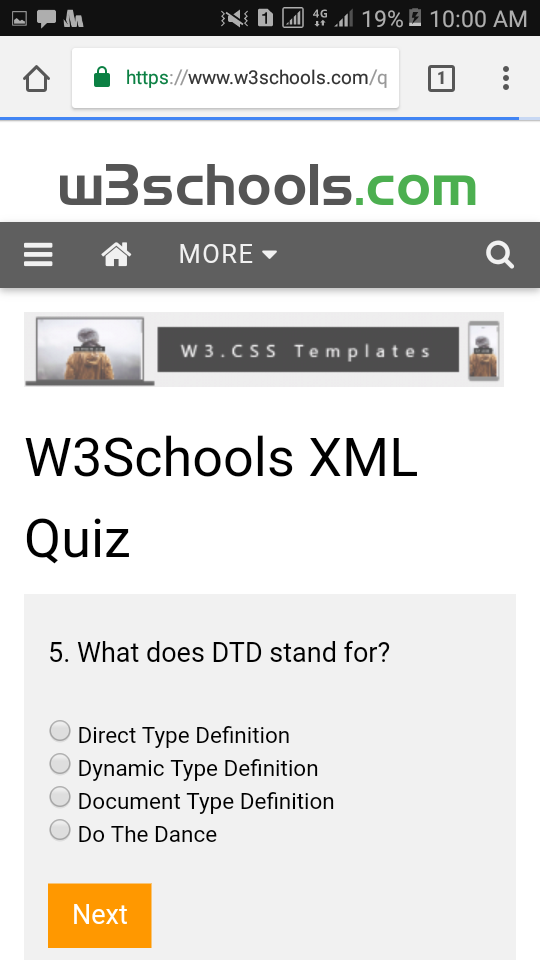 1 4G 19% 10:00 AM
https://www.w3schools.com/q
1
w3schools.com
MORE
W3.CSS Templates
W3Schools XML
Quiz
5. What does DTD stand for?
Direct Type Definition
Dynamic Type Definition
Document Type Definition
Do The Dance
Next